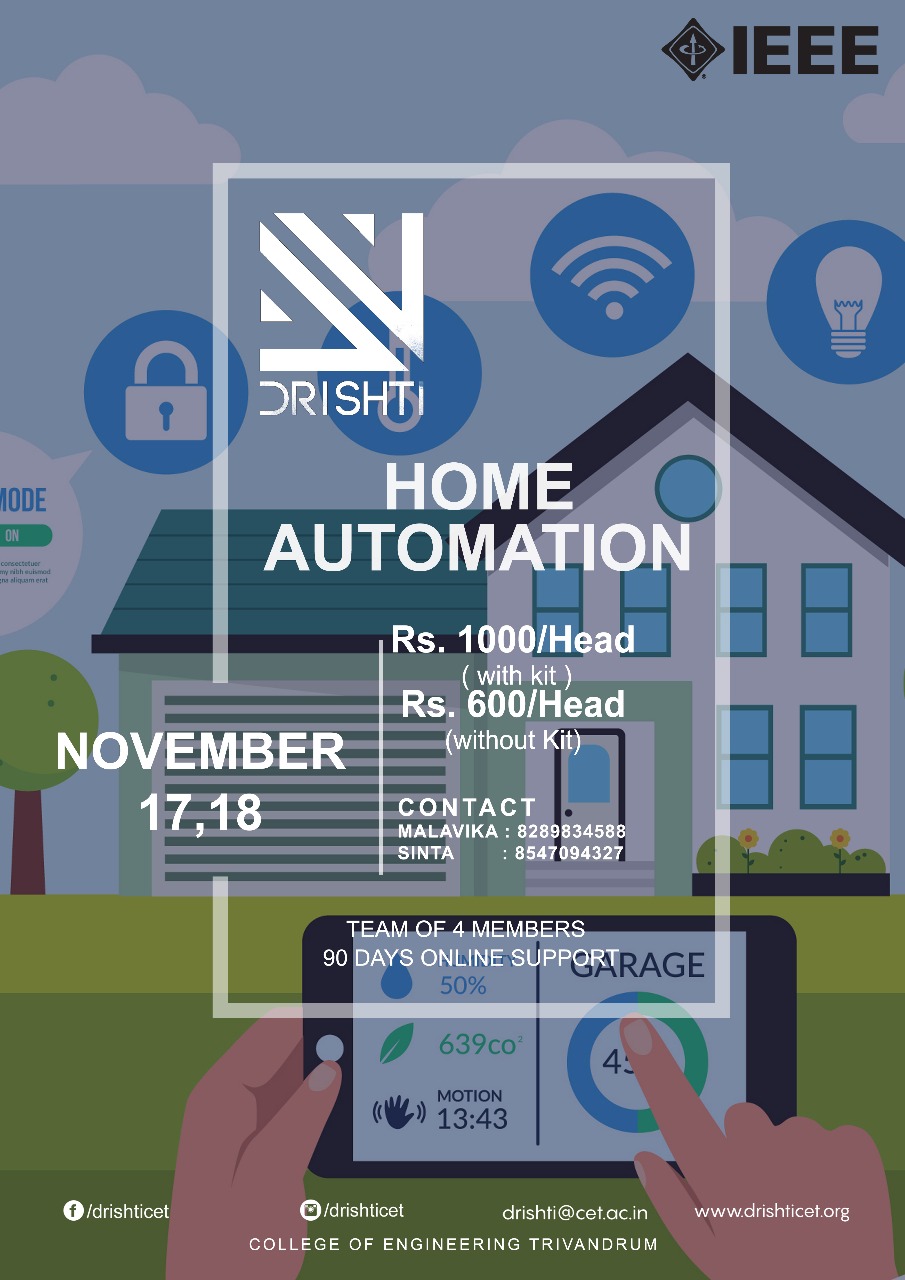 IEEE
DRISHTI
MODE
ON
consectetuer
HOME
AUTOMATION
Rs. 1000/Head
( with kit )
Rs. 600/Head
(without Kit)
NOVEMBER
17,18
CONTACT
MALAVIKA : 8289834588
SINTA : 8547094327
TEAM OF 4 MEMBERS
90 DAYS ONLINE SUPPORT
GARAGE
50%
639co²
MOTION
13:43
/drishticet
/drishticet
drishti@cet.ac.in
www.drishticet.org
COLLEGE OF ENGINEERING TRIVANDRUM